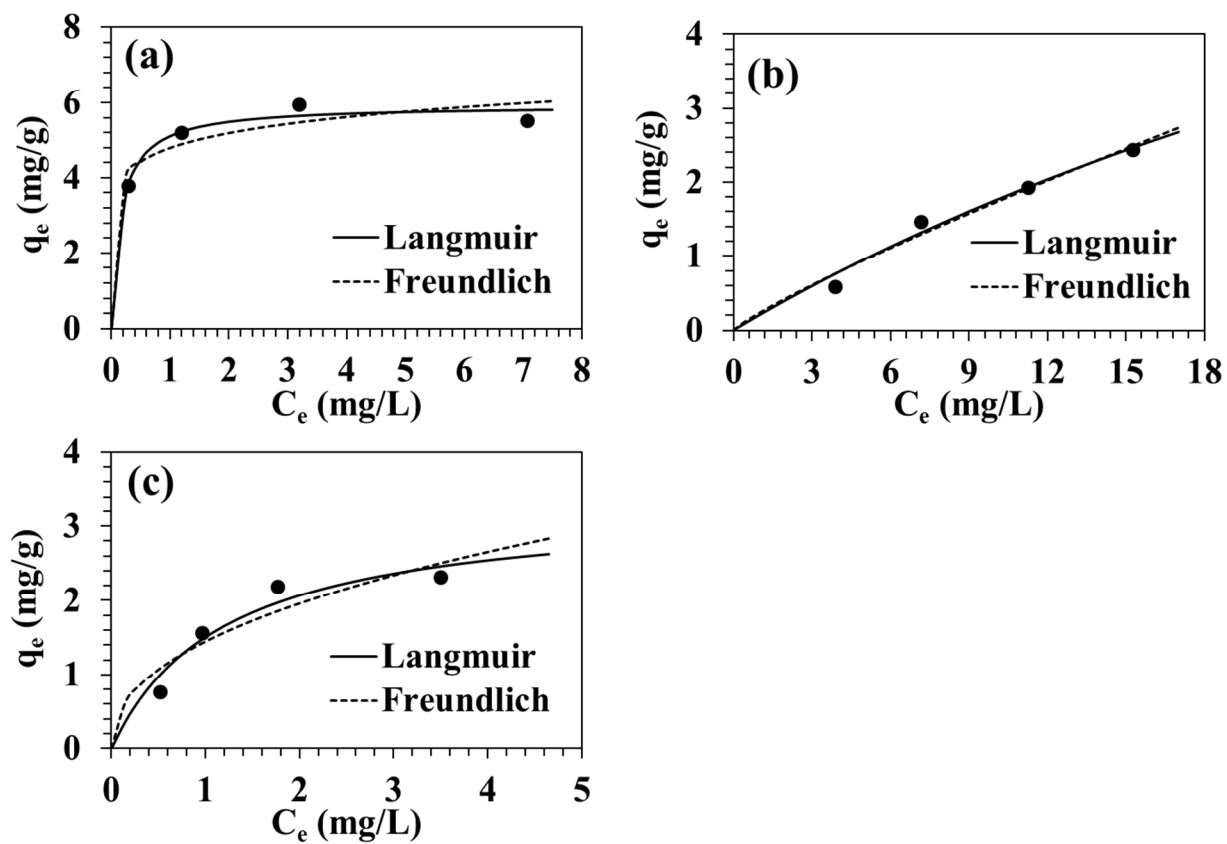 (a)
qe (mg/g)
8
6
4
2
0
Langmuir
Freundlich
0 1 2 3 4 5 6 7 8
Ce (mg/L)
(b)
qe (mg/g)
4
3
2
1
0
Langmuir
Freundlich
0 3 6 9 12 15 18
Ce (mg/L)
(c)
qe (mg/g)
4
3
2
1
0
Langmuir
Freundlich
0 1 2 3 4 5
Ce (mg/L)